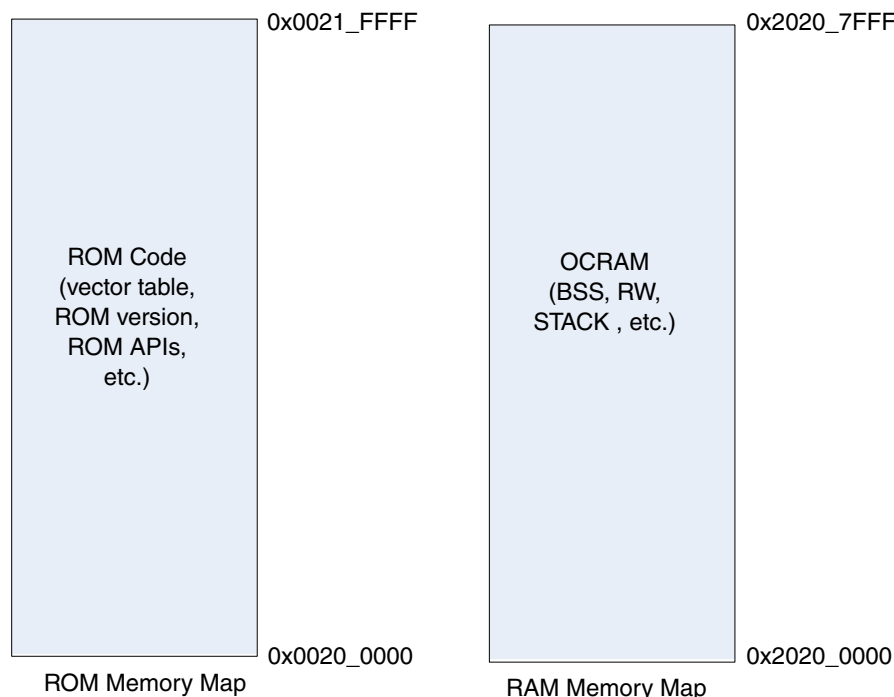 0x0021_FFFF
ROM Code
(vector table,
ROM version,
ROM APIs,
etc.)
0x0020_0000
ROM Memory Map
0x2020_7FFF
OCRAM
(BSS, RW,
STACK , etc.)
0x2020_0000
RAM Memory Map